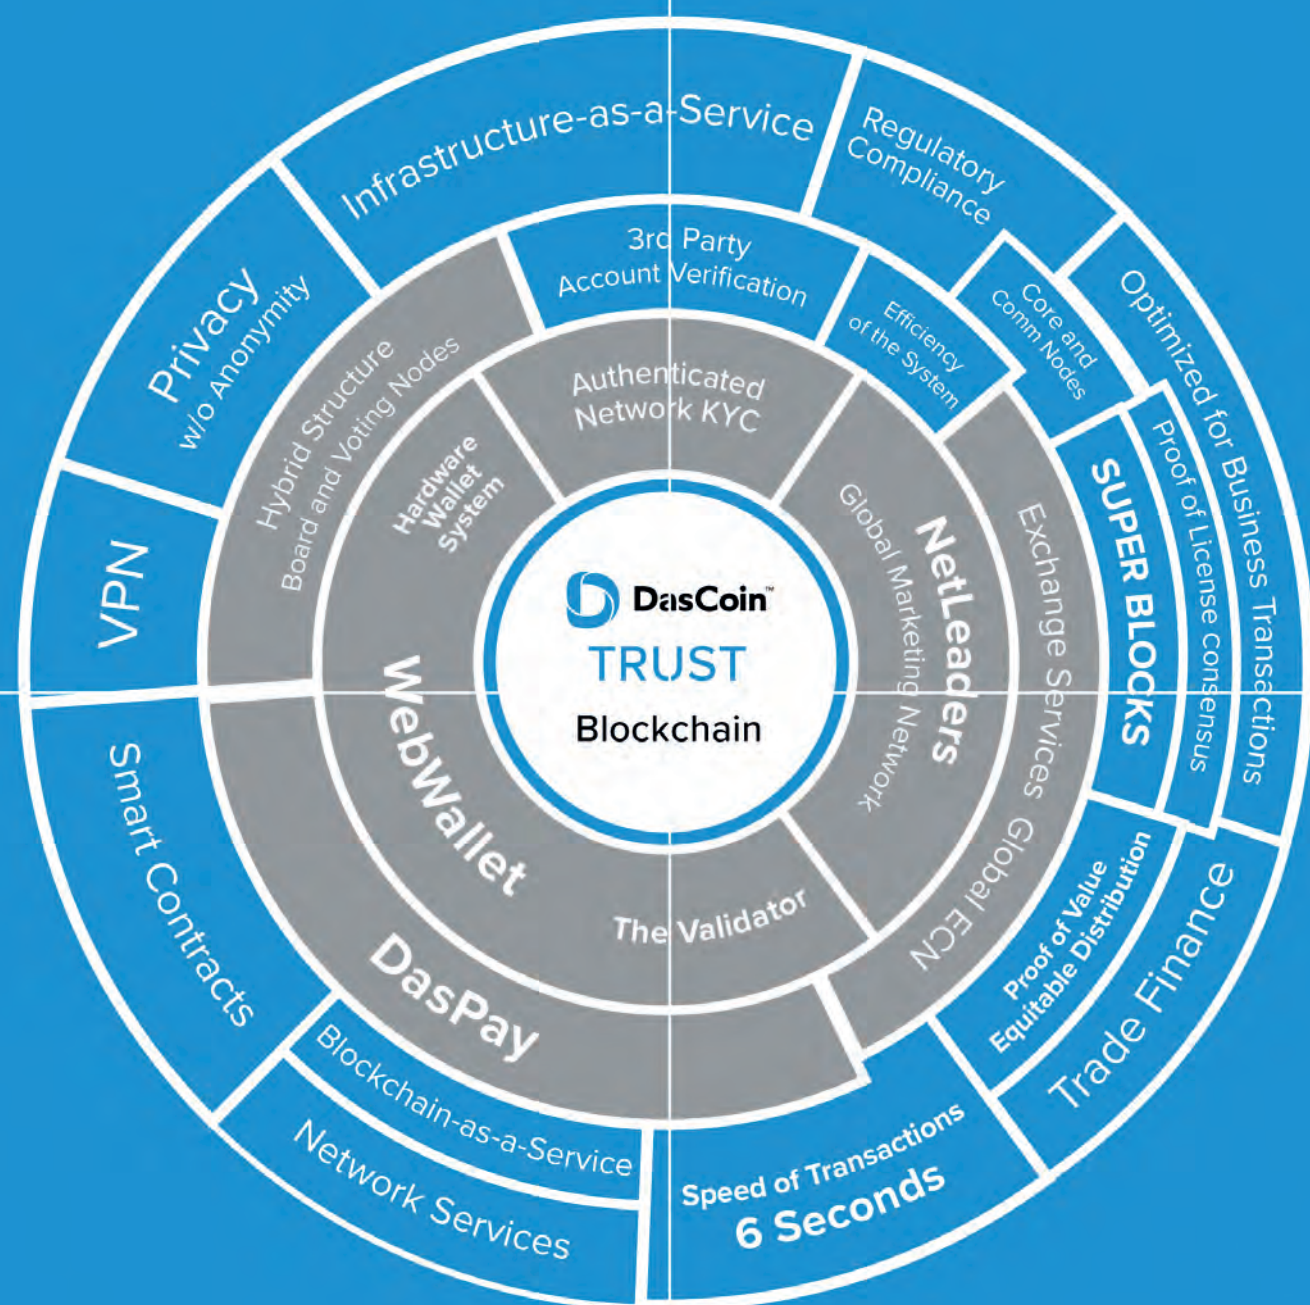 Infrastructure-as-a-Service
Regulatory
Compliance
Optimized for Business Transactions
Trade Finance
Speed of Transactions
6 Seconds
Network Services
Blockchain-as-a-Service
Smart Contracts
VPN
Privacy
w/o Anonymity
3rd Party
Account Verification
Efficiency
of the System
Core and
Comm Nodes
Proof of License Consensus
SUPER BLOCKS
Proof of Value
Equitable Distribution
Exchange Services Global ECN
DasPay
Hybrid Structure
Board and Voting Nodes
Authenticated
Network KYC
NetLeaders
Global Marketing Network
The Validator
WebWallet
Hardware
Wallet
System
DasCoin™
TRUST
Blockchain